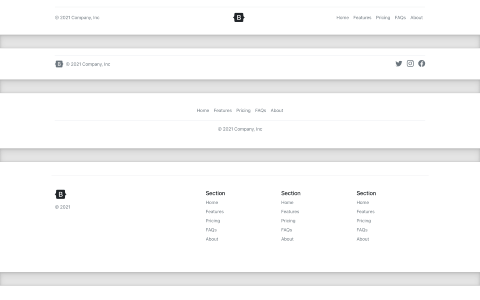 © 2021 Company, Inc
B
Home Features Pricing FAQs About
B © 2021 Company, Inc
Home Features Pricing FAQs About
© 2021 Company, Inc
B
© 2021
Section
Home
Features
Pricing
FAQs
About
Section
Home
Features
Pricing
FAQs
About
Section
Home
Features
Pricing
FAQs
About